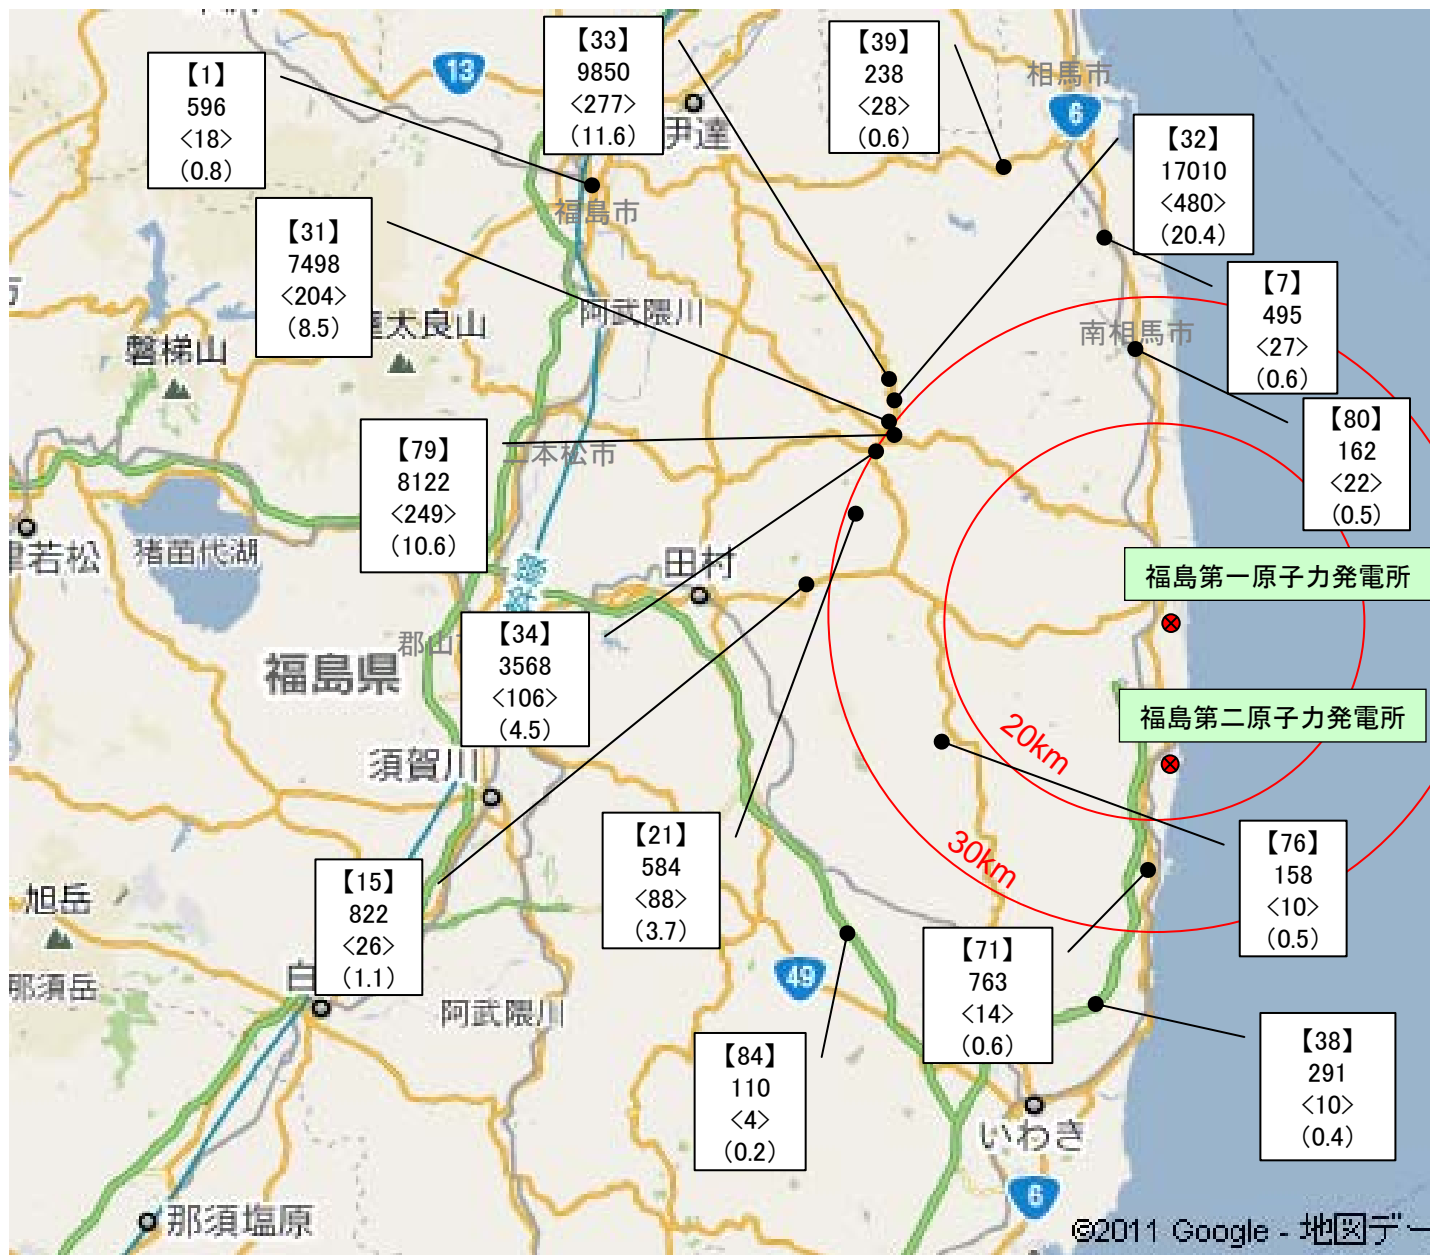 【1】
596
<18>
(0.8)
13
【33】
9850
<277>
(11.6)
伊達
【39】
238
<28>
(0.6)
相馬市
6
【32】
17010
<480>
(20.4)
福島市
【31】
7498
<204>
(8.5)
【7】
495
<27>
(0.6)
阿武隈川
南相馬市
太良山
磐梯山
【80】
162
<22>
(0.5)
【79】
8122
<249>
(10.6)
二本松市
若松
猪苗代湖
田村
福島第一原子力発電所
【34】
3568
<106>
(4.5)
郡山
福島県
福島第二原子力発電所
20km
須賀川
【21】
584
<88>
(3.7)
30km
【76】
158
<10>
(0.5)
【15】
822
<26>
(1.1)
旭岳
【71】
763
<14>
(0.6)
49
白
那須岳
阿武隈川
【84】
110
<4>
(0.2)
【38】
291
<10>
(0.4)
いわき
6
那須塩原
©2011 Google - 地図デー